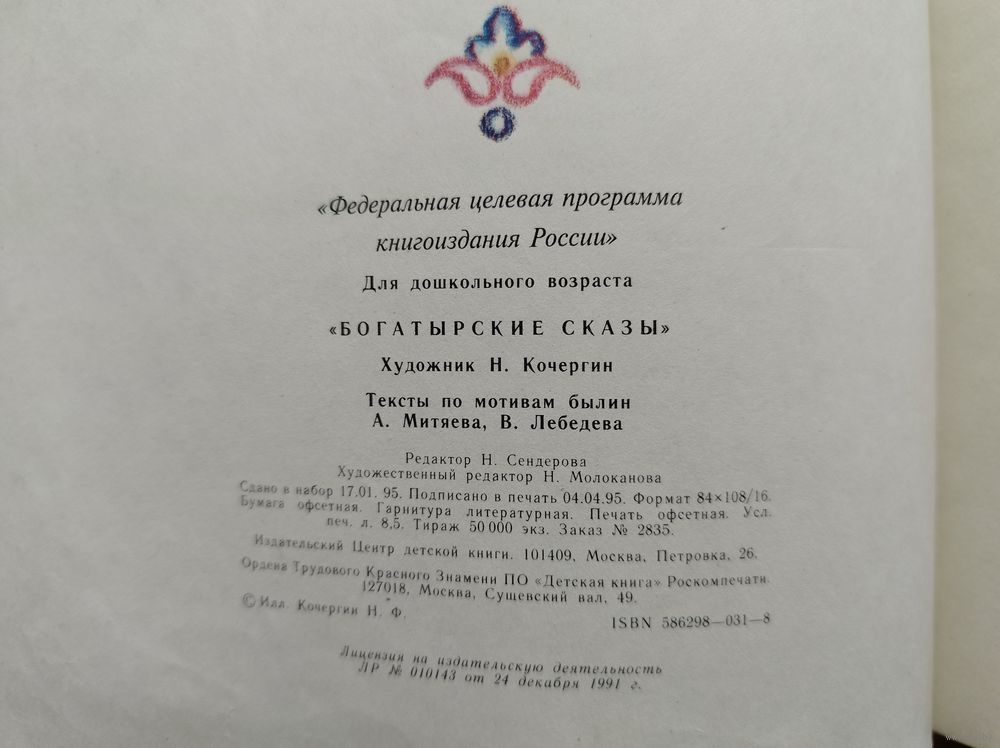 «Федеральная целевая программа
книгоиздания России»
Для дошкольного возраста
«БОГАТЫРСКИЕ СКАЗЫ»
Художник Н. Кочергин
Тексты по мотивам былин
А. Митяева, В. Лебедева
Редактор Н. Сендерова
Художественный редактор Н. Молоканова
Сдано в набор 17.01. 95. Подписано в печать 04.04.95. Формат 84×108/16.
Бумага офсетная. Гарнитура литературная. Печать офсетная. Усл.
печ. л. 8,5. Тираж 50 000 экз. Заказ № 2835.
Издательский Центр детской книги. 101409, Москва, Петровка, 26.
Ордена Трудового Красного Знамени ПО «Детская книга» Роскомпечати.
127018, Москва, Сущевский вал, 49.
©Илл. Кочергин Н. Ф.
ISBN 586298—031—8
Лицензия на издательскую деятельность
ЛР № 010143 от 24 декабря 1991 г.